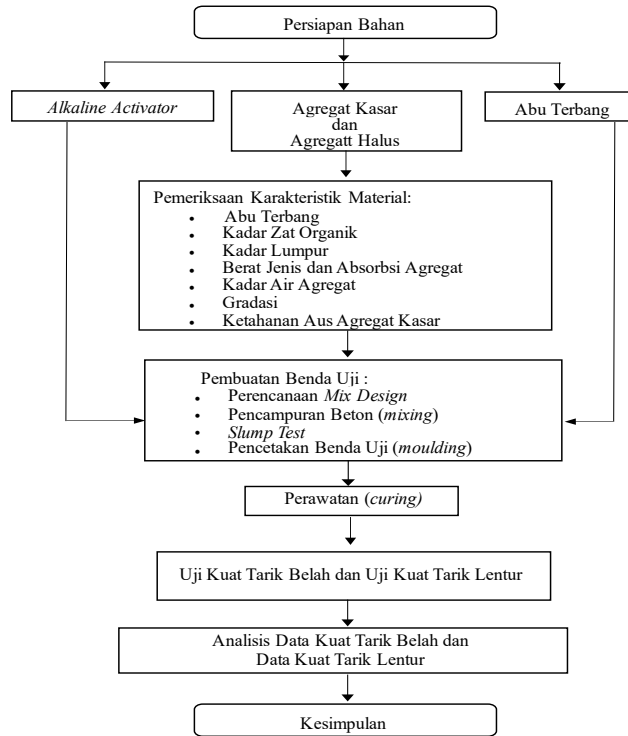 Persiapan Bahan
Alkaline Activator
Agregat Kasar
dan
Agregatt Halus
Abu Terbang
Pemeriksaan Karakteristik Material:
• Abu Terbang
• Kadar Zat Organik
• Kadar Lumpur
• Berat Jenis dan Absorbsi Agregat
• Kadar Air Agregat
• Gradasi
• Ketahanan Aus Agregat Kasar
Pembuatan Benda Uji :
• Perencanaan Mix Design
• Pencampuran Beton (mixing)
• Slump Test
• Pencetakan Benda Uji (moulding)
Perawatan (curing)
Uji Kuat Tarik Belah dan Uji Kuat Tarik Lentur
Analisis Data Kuat Tarik Belah dan
Data Kuat Tarik Lentur
Kesimpulan